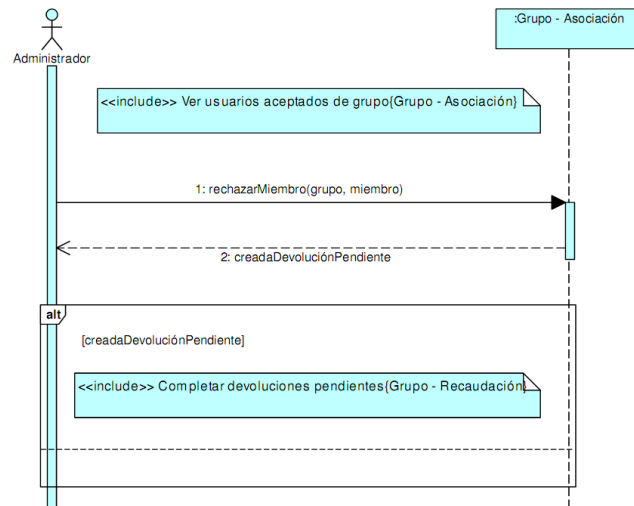 :Grupo - Asociación
Administrador
<<include>> Ver usuarios aceptados de grupo{Grupo - Asociación}
1: rechazarMiembro(grupo, miembro)
2: creadaDevoluciónPendiente
alt
[creadaDevoluciónPendiente]
<<include>> Completar devoluciones pendientes{Grupo - Recaudación}